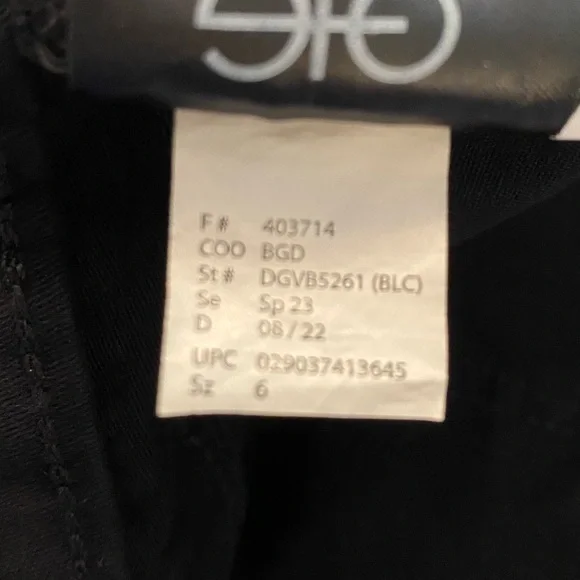 F# 403714
COO BGD
St# DGVB5261 (BLC)
Se Sp 23
D 08/22
UPC 029037413645
Sz 6